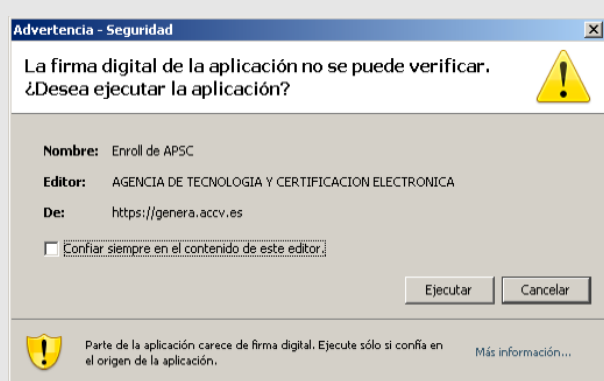 Advertencia - Seguridad
La firma digital de la aplicación no se puede verificar.
¿Desea ejecutar la aplicación?
Nombre: Enroll de APSC
Editor: AGENCIA DE TECNOLOGIA Y CERTIFICACION ELECTRONICA
De: https://genera.accv.es
Confiar siempre en el contenido de este editor.
Ejecutar Cancelar
Parte de la aplicación carece de firma digital. Ejecute sólo si confía en
el origen de la aplicación.
Más información...